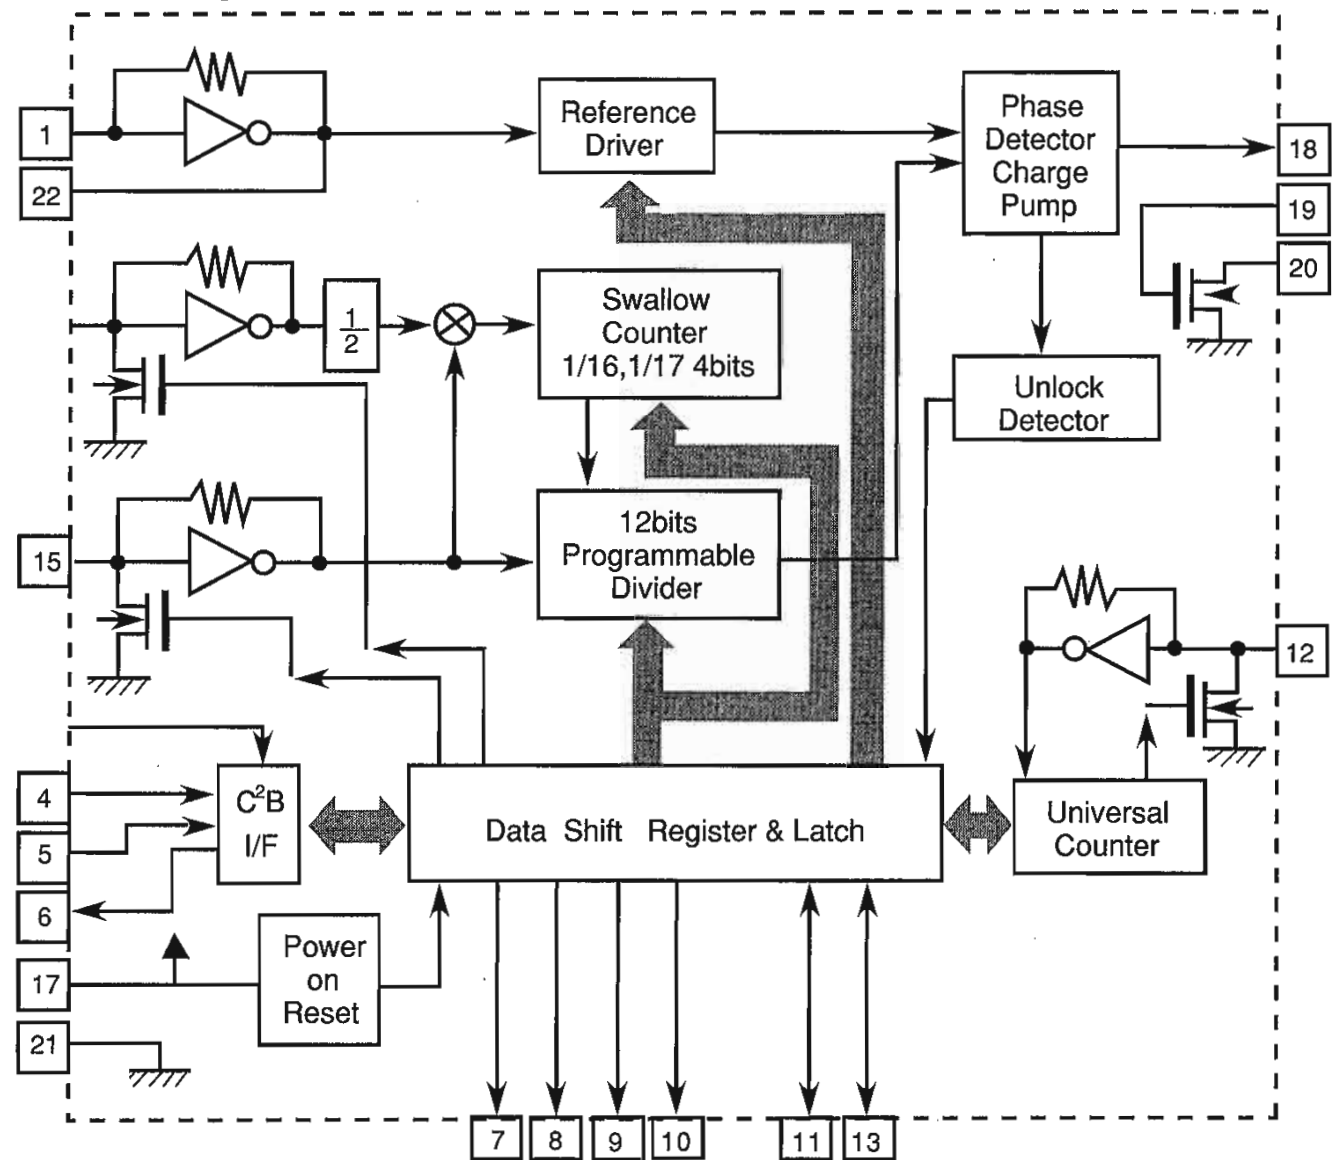 1
22
Reference
Driver
Phase
Detector
Charge
Pump
18
19
20
1
2
Swallow
Counter
1/16,1/17 4bits
Unlock
Detector
15
12bits
Programmable
Divider
12
4
5
6
17
21
C²B
I/F
Data Shift Register & Latch
Universal
Counter
Power
on
Reset
7
8
9
10
11
13